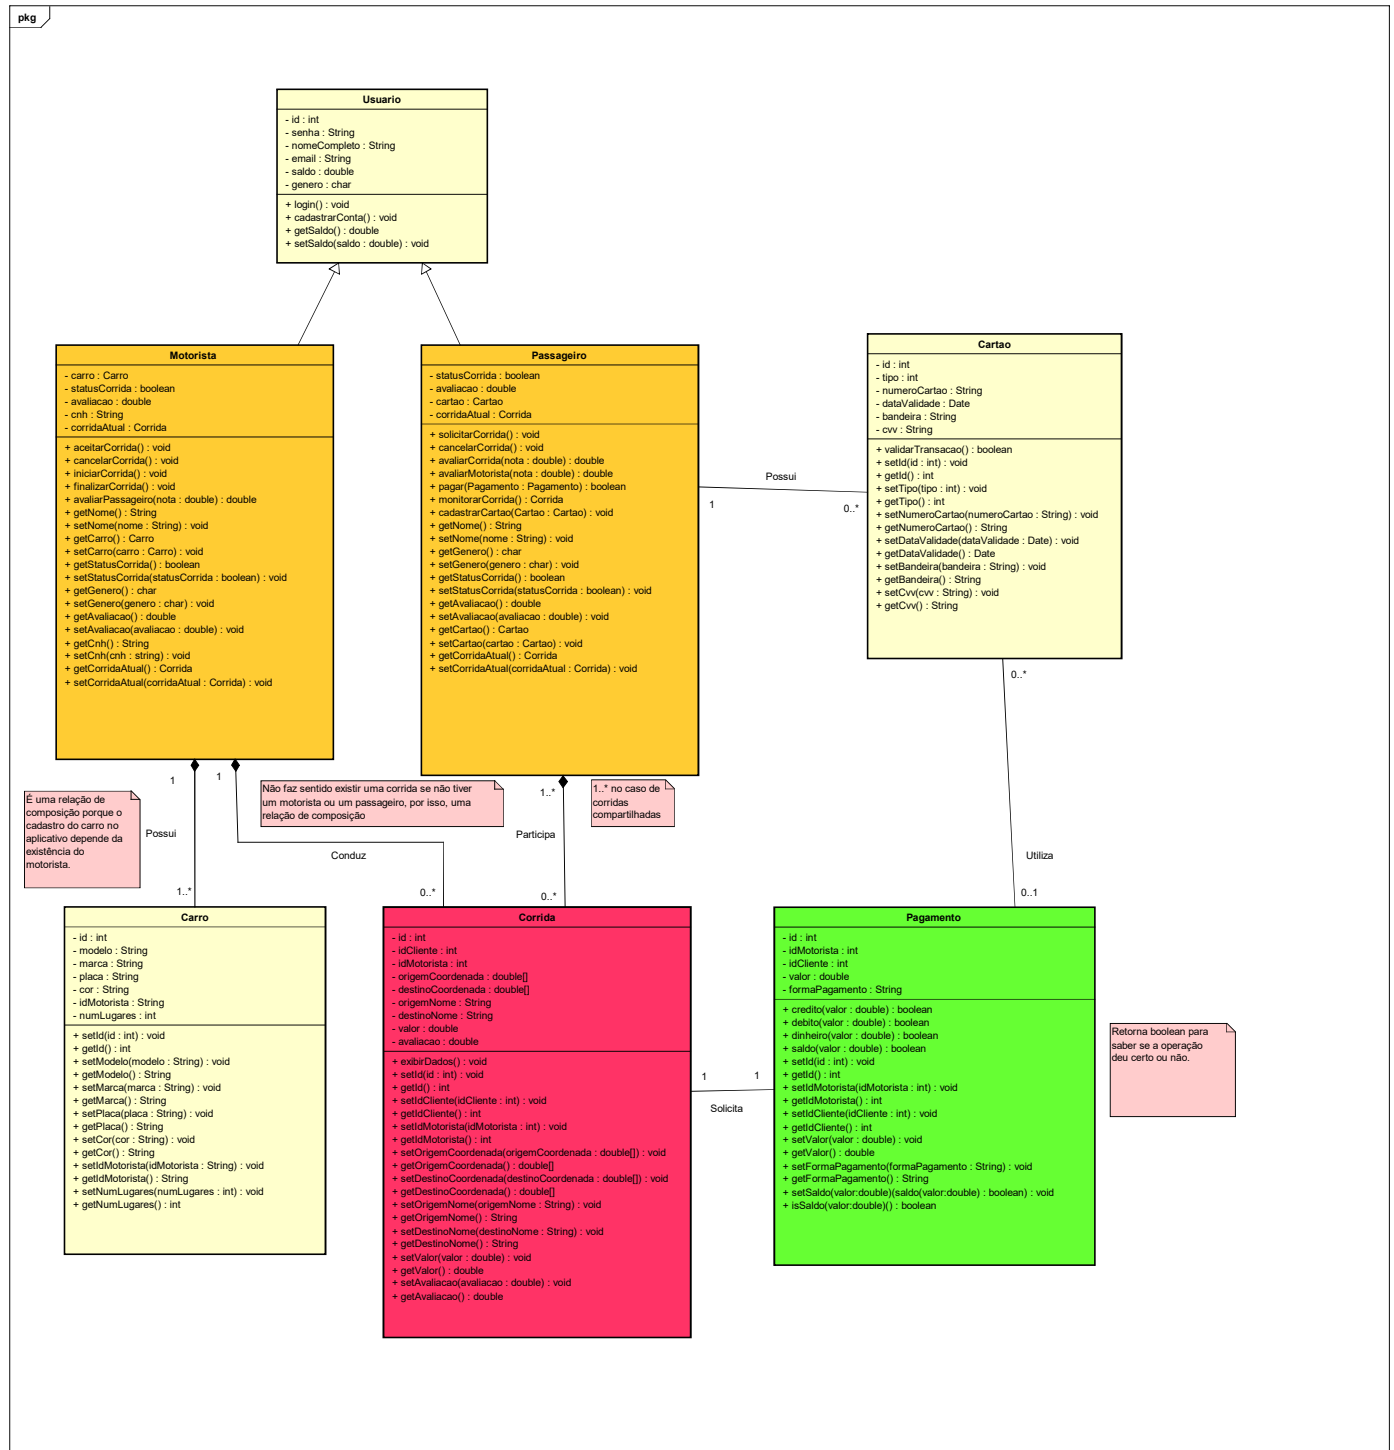 pkg
Usuario
- id : int
- senha : String
- nomeCompleto : String
- email : String
- saldo : double
- genero : char
+ login() : void
+ cadastrarConta() : void
+ getSaldo() : double
+ setSaldo(saldo : double) : void
Motorista
- carro : Carro
- statusCorrida : boolean
- avaliacao : double
- cnh : String
- corridaAtual : Corrida
+ aceitarCorrida() : void
+ cancelarCorrida() : void
+ iniciarCorrida() : void
+ finalizarCorrida() : void
+ avaliarPassageiro(nota : double) : double
+ getNome() : String
+ setNome(nome : String) : void
+ getCarro() : Carro
+ setCarro(carro : Carro) : void
+ getStatusCorrida() : boolean
+ setStatusCorrida(statusCorrida : boolean) : void
+ getGenero() : char
+ setGenero(genero : char) : void
+ getAvaliacao() : double
+ setAvaliacao(avaliacao : double) : void
+ getCnh() : String
+ setCnh(cnh : string) : void
+ getCorridaAtual() : Corrida
+ setCorridaAtual(corridaAtual : Corrida) : void
Passageiro
- statusCorrida : boolean
- avaliacao : double
- cartao : Cartao
- corridaAtual : Corrida
+ solicitarCorrida() : void
+ cancelarCorrida() : void
+ avaliarCorrida(nota : double) : double
+ avaliarMotorista(nota : double) : double
+ pagar(Pagamento : Pagamento) : boolean
+ monitorarCorrida() : Corrida
+ cadastrarCartao(Cartao : Cartao) : void
+ getNome() : String
+ setNome(nome : String) : void
+ getGenero() : char
+ setGenero(genero : char) : void
+ getStatusCorrida() : boolean
+ setStatusCorrida(statusCorrida : boolean) : void
+ getAvaliacao() : double
+ setAvaliacao(avaliacao : double) : void
+ getCartao() : Cartao
+ setCartao(cartao : Cartao) : void
+ getCorridaAtual() : Corrida
+ setCorridaAtual(corridaAtual : Corrida) : void
Possui
1
0..*
Cartao
- id : int
- tipo : int
- numeroCartao : String
- dataValidade : Date
- bandeira : String
- cvv : String
+ validarTransacao() : boolean
+ setId(id : int) : void
+ getId() : int
+ setTipo(tipo : int) : void
+ getTipo() : int
+ setNumeroCartao(numeroCartao : String) : void
+ getNumeroCartao() : String
+ setDataValidade(dataValidade : Date) : void
+ getDataValidade() : Date
+ setBandeira(bandeira : String) : void
+ getBandeira() : String
+ setCvv(cvv : String) : void
+ getCvv() : String
0..*
Utiliza
0..1
1
1
É uma relação de
composição porque o
cadastro do carro no
aplicativo depende da
existência do
motorista.
Possui
1..*
Não faz sentido existir uma corrida se não tiver
um motorista ou um passageiro, por isso, uma
relação de composição
Conduz
0..*
1..*
1..* no caso de
corridas
compartilhadas
Participa
0..*
Carro
- id : int
- modelo : String
- marca : String
- placa : String
- cor : String
- idMotorista : String
- numLugares : int
+ setId(id : int) : void
+ getId() : int
+ setModelo(modelo : String) : void
+ getModelo() : String
+ setMarca(marca : String) : void
+ getMarca() : String
+ setPlaca(placa : String) : void
+ getPlaca() : String
+ setCor(cor : String) : void
+ getCor() : String
+ setIdMotorista(idMotorista : String) : void
+ getIdMotorista() : String
+ setNumLugares(numLugares : int) : void
+ getNumLugares() : int
Corrida
- id : int
- idCliente : int
- idMotorista : int
- origemCoordenada : double[]
- destinoCoordenada : double[]
- origemNome : String
- destinoNome : String
- valor : double
- avaliacao : double
+ exibirDados() : void
+ setId(id : int) : void
+ getId() : int
+ setIdCliente(idCliente : int) : void
+ getIdCliente() : int
+ setIdMotorista(idMotorista : int) : void
+ getIdMotorista() : int
+ setOrigemCoordenada(origemCoordenada : double[]) : void
+ getOrigemCoordenada() : double[]
+ setDestinoCoordenada(destinoCoordenada : double[]) : void
+ getDestinoCoordenada() : double[]
+ setOrigemNome(origemNome : String) : void
+ getOrigemNome() : String
+ setDestinoNome(destinoNome : String) : void
+ getDestinoNome() : String
+ setValor(valor : double) : void
+ getValor() : double
+ setAvaliacao(avaliacao : double) : void
+ getAvaliacao() : double
1
1
Solicita
Pagamento
- id : int
- idMotorista : int
- idCliente : int
- valor : double
- formaPagamento : String
+ credito(valor : double) : boolean
+ debito(valor : double) : boolean
+ dinheiro(valor : double) : boolean
+ saldo(valor : double) : boolean
+ setId(id : int) : void
+ getId() : int
+ setIdMotorista(idMotorista : int) : void
+ getIdMotorista() : int
+ setIdCliente(idCliente : int) : void
+ getIdCliente() : int
+ setValor(valor : double) : void
+ getValor() : double
+ setFormaPagamento(formaPagamento : String) : void
+ getFormaPagamento() : String
+ setSaldo(valor:double)(saldo(valor:double) : boolean) : void
+ isSaldo(valor:double)() : boolean
Retorna boolean para
saber se a operação
deu certo ou não.